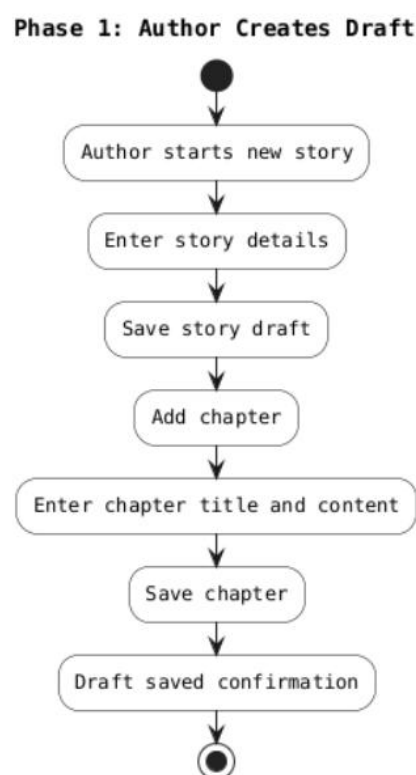 Phase 1: Author Creates Draft
Author starts new story
Enter story details
Save story draft
Add chapter
Enter chapter title and content
Save chapter
Draft saved confirmation